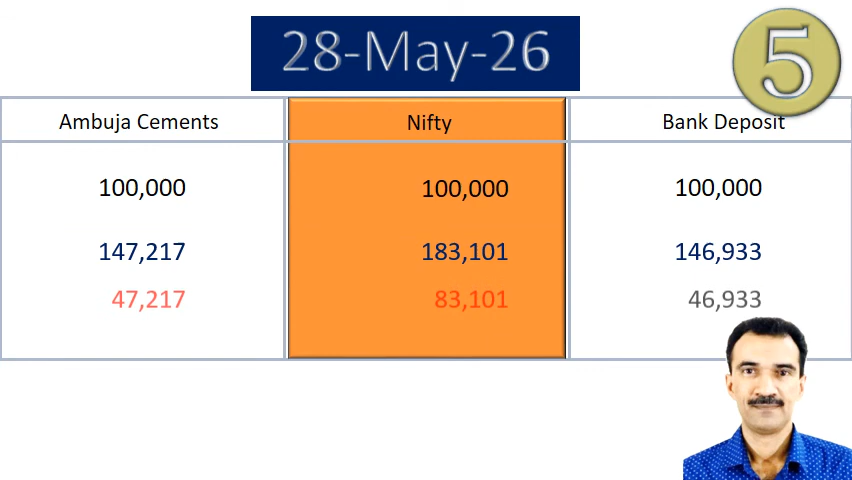 28-May-26
5
Ambuja Cements Nifty Bank Deposit
100,000 100,000 100,000
147,217 183,101 146,933
47,217 83,101 46,933